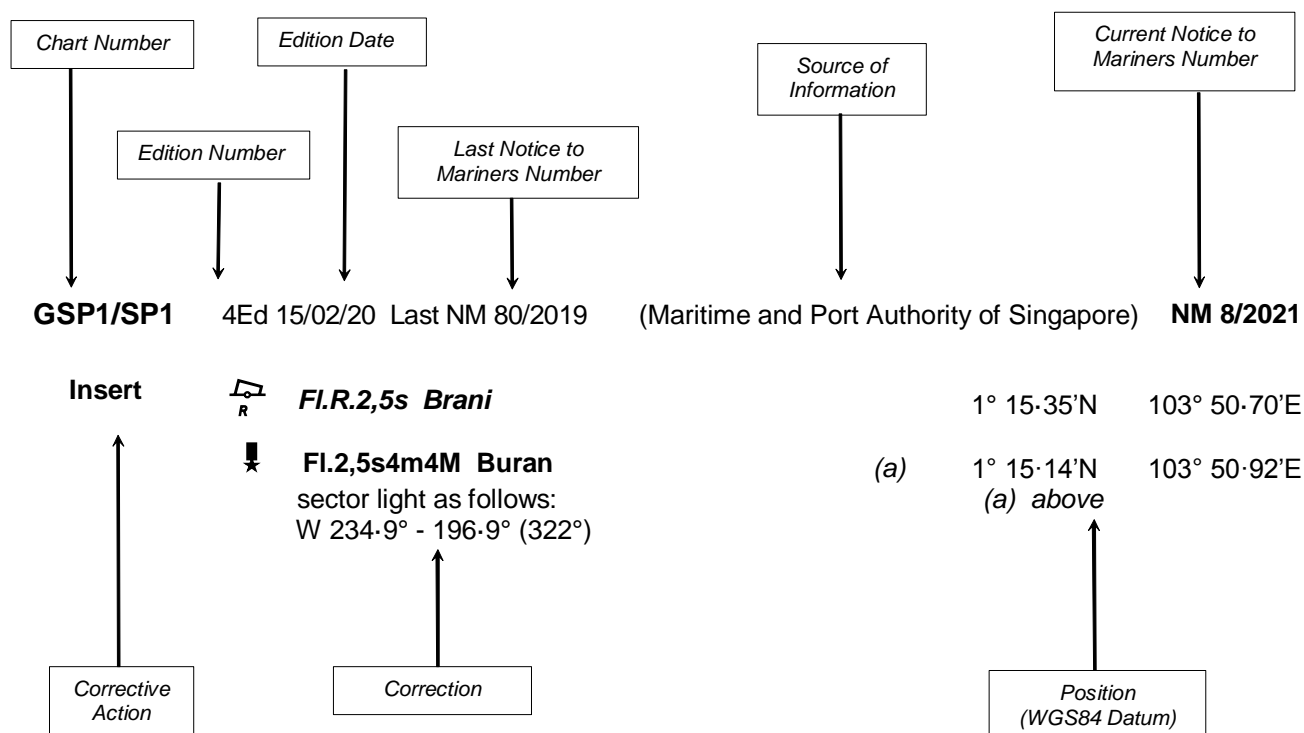 Chart Number
Edition Date
Current Notice to
Mariners Number
Source of
Information
Edition Number
Last Notice to
Mariners Number
GSP1/SP1 4Ed 15/02/20 Last NM 80/2019 (Maritime and Port Authority of Singapore) NM 8/2021
Insert R Fl.R.2,5s Brani 1° 15·35’N 103° 50·70’E
Fl.2,5s4m4M Buran (a) 1° 15·14’N 103° 50·92’E
sector light as follows: (a) above
W 234·9° - 196·9° (322°)
Corrective
Action
Correction
Position
(WGS84 Datum)